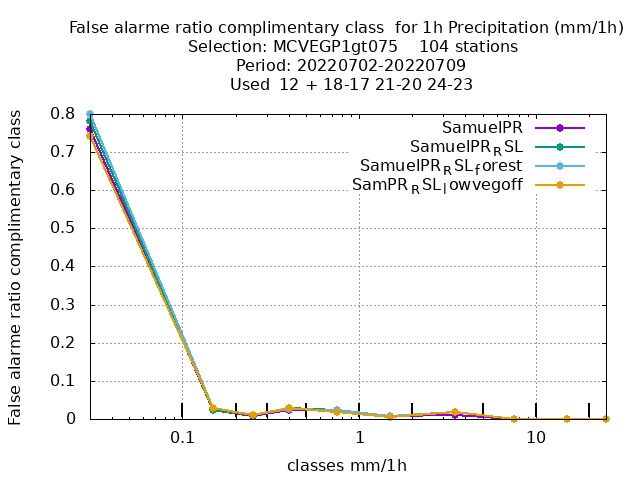 False alarme ratio complimentary class  for 1h Precipitation (mm/1h)
Selection: MCVEGP1gt075    104 stations
Period: 20220702-20220709
Used  12 + 18-17 21-20 24-23
False alarme ratio complimentary class
0.8
0.7
0.6
0.5
0.4
0.3
0.2
0.1
0
SamuelPR
SamuelPR_RSL
SamuelPR_RSL_forest
SamPR_RSL_lowvegoff
0.1 1 10
classes mm/1h